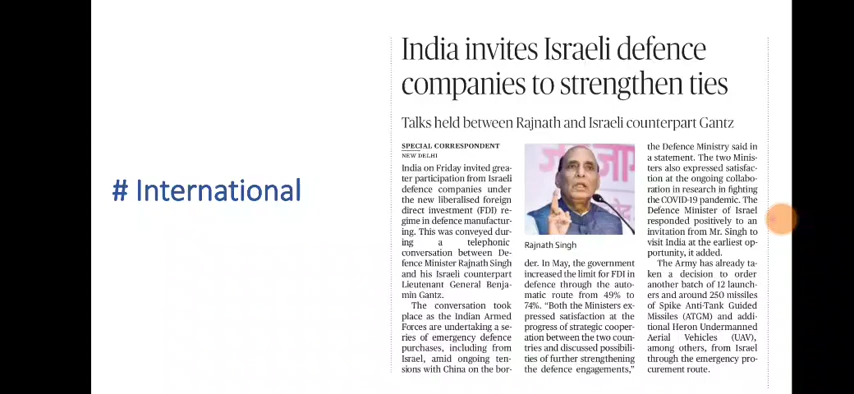 # International
India invites Israeli defence
companies to strengthen ties
Talks held between Rajnath and Israeli counterpart Gantz
SPECIAL CORRESPONDENT
NEW DELHI
India on Friday invited grea-
ter participation from Israeli
defence companies under
the new liberalised foreign
direct investment (FDI) re-
gime in defence manufactur-
ing. This was conveyed dur-
ing a telephonic
conversation between De-
fence Minister Rajnath Singh
and his Israeli counterpart
Lieutenant General Benja-
min Gantz.
The conversation took
place as the Indian Armed
Forces are undertaking a se-
ries of emergency defence
purchases, including from
Israel, amid ongoing ten-
sions with China on the bor-
Rajnath Singh
der. In May, the government
increased the limit for FDI in
defence through the auto-
matic route from 49% to
74%. “Both the Ministers ex-
pressed satisfaction at the
progress of strategic cooper-
ation between the two coun-
tries and discussed possibili-
ties of further strengthening
the defence engagements,”
the Defence Ministry said in
a statement. The two Minis-
ters also expressed satisfac-
tion at the ongoing collabo-
ration in research in fighting
the COVID-19 pandemic. The
Defence Minister of Israel
responded positively to an
invitation from Mr. Singh to
visit India at the earliest op-
portunity, it added.
The Army has already ta-
ken a decision to order
another batch of 12 launch-
ers and around 250 missiles
of Spike Anti-Tank Guided
Missiles (ATGM) and addi-
tional Heron Undermanned
Aerial Vehicles (UAV),
among others, from Israel
through the emergency pro-
curement route.